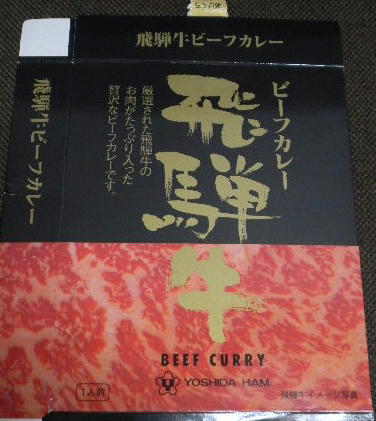 飛騨牛ビーフカレー
飛騨牛ビーフカレー
ビーフカレー
飛騨牛
厳選された飛騨牛の
お肉がたっぷり入った
贅沢なビーフカレーです。
BEEF CURRY
YOSHIDA HAM
1人前
飛騨牛イメージ写真